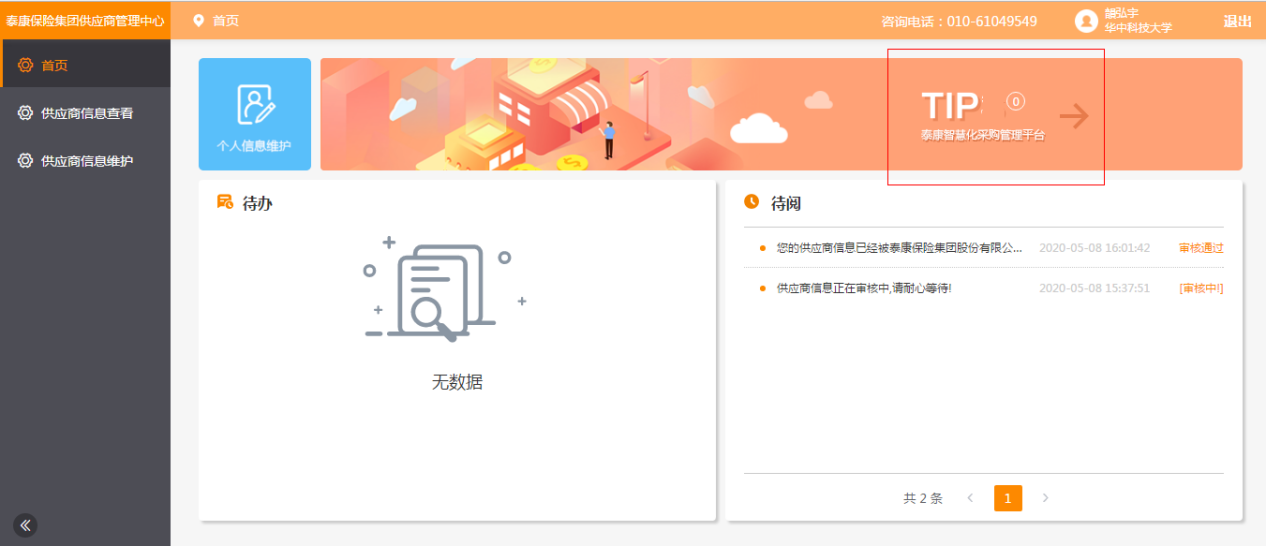 泰康保险集团供应商管理中心
首页
咨询电话：010-61049549
华中科技大学
退出
首页
供应商信息查看
供应商信息维护
个人信息维护
TIP
0
泰康智慧化采购管理平台
待办
无数据
待阅
您的供应商信息已经被泰康保险集团股份有限公... 2020-05-08 16:01:42 审核通过
供应商信息正在审核中,请耐心等待! 2020-05-08 15:37:51 [审核中!]
共 2 条 < 1 >